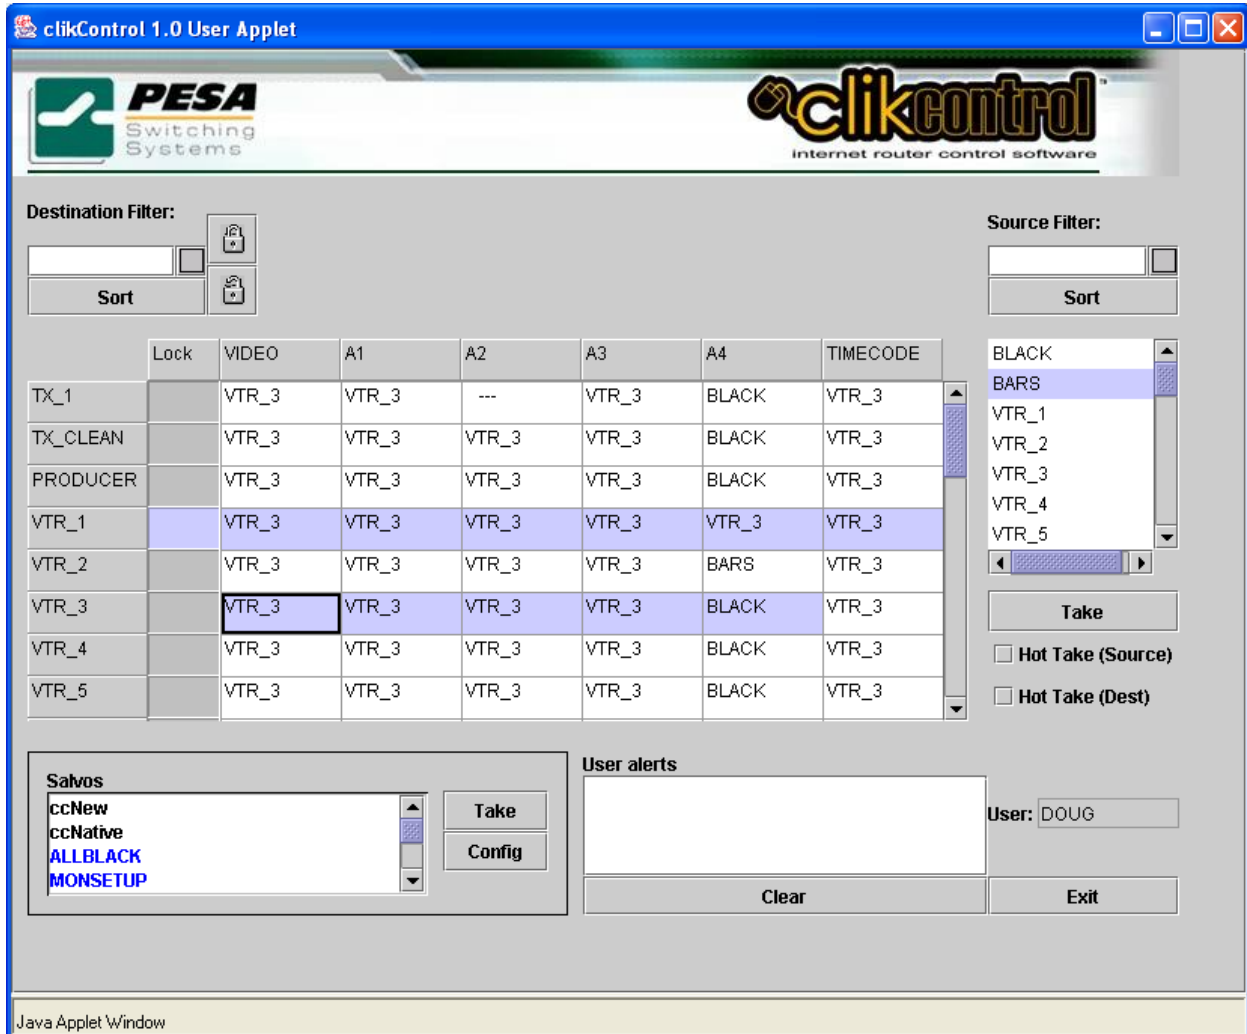 clikControl 1.0 User Applet
PESA
Switching
Systems
clikcontrol™
internet router control software
Destination Filter:
Source Filter:
Sort
Sort
Lock VIDEO A1 A2 A3 A4 TIMECODE
TX_1 VTR_3 VTR_3 --- VTR_3 BLACK VTR_3
TX_CLEAN VTR_3 VTR_3 VTR_3 VTR_3 BLACK VTR_3
PRODUCER VTR_3 VTR_3 VTR_3 VTR_3 BLACK VTR_3
VTR_1 VTR_3 VTR_3 VTR_3 VTR_3 VTR_3 VTR_3
VTR_2 VTR_3 VTR_3 VTR_3 VTR_3 BARS VTR_3
VTR_3 VTR_3 VTR_3 VTR_3 VTR_3 BLACK VTR_3
VTR_4 VTR_3 VTR_3 VTR_3 VTR_3 BLACK VTR_3
VTR_5 VTR_3 VTR_3 VTR_3 VTR_3 BLACK VTR_3
BLACK
BARS
VTR_1
VTR_2
VTR_3
VTR_4
VTR_5
Take
Hot Take (Source)
Hot Take (Dest)
Salvos
ccNew
ccNative
ALLBLACK
MONSETUP
Take
Config
User alerts
Clear
User: DOUG
Exit
Java Applet Window